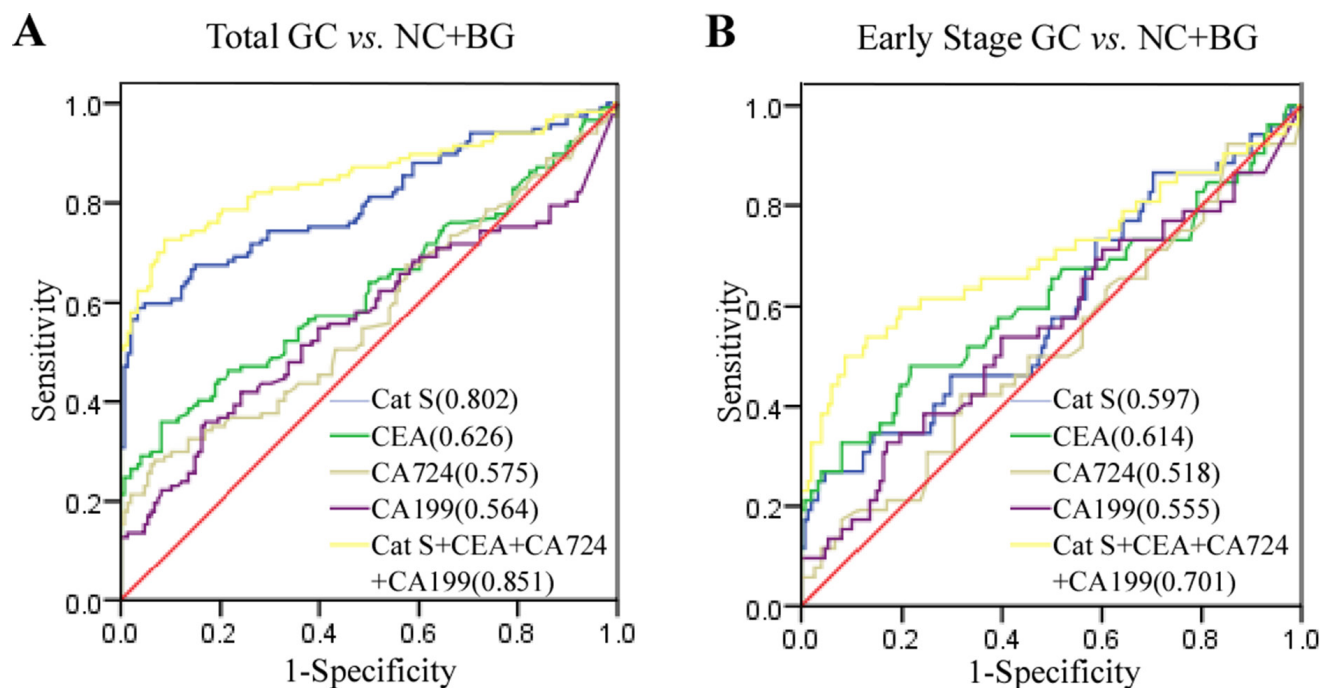 A
Total GC vs. NC+BG
Sensitivity
1.0
0.8
0.6
0.4
0.2
0.0
Cat S(0.802)
CEA(0.626)
CA724(0.575)
CA199(0.564)
Cat S+CEA+CA724
+CA199(0.851)
0.0 0.2 0.4 0.6 0.8 1.0
1-Specificity
B
Early Stage GC vs. NC+BG
Sensitivity
1.0
0.8
0.6
0.4
0.2
0.0
Cat S(0.597)
CEA(0.614)
CA724(0.518)
CA199(0.555)
Cat S+CEA+CA724
+CA199(0.701)
0.0 0.2 0.4 0.6 0.8 1.0
1-Specificity